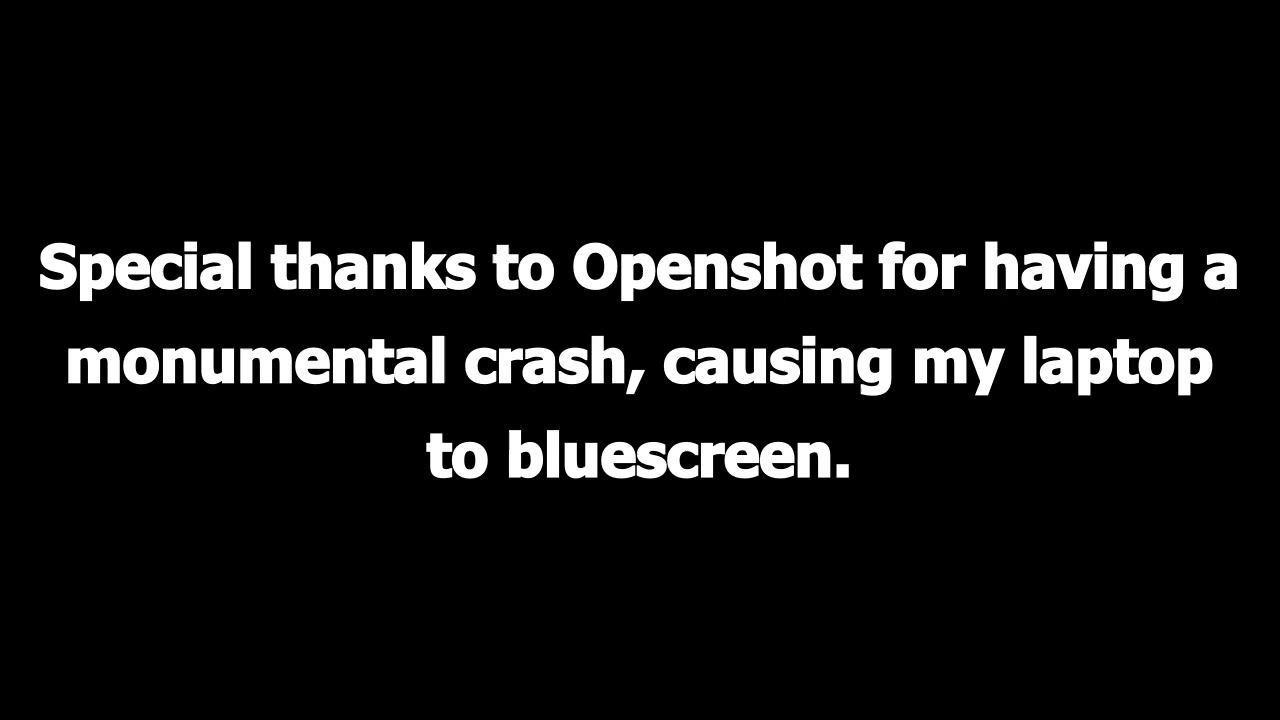 Special thanks to Openshot for having a
monumental crash, causing my laptop
to bluescreen.